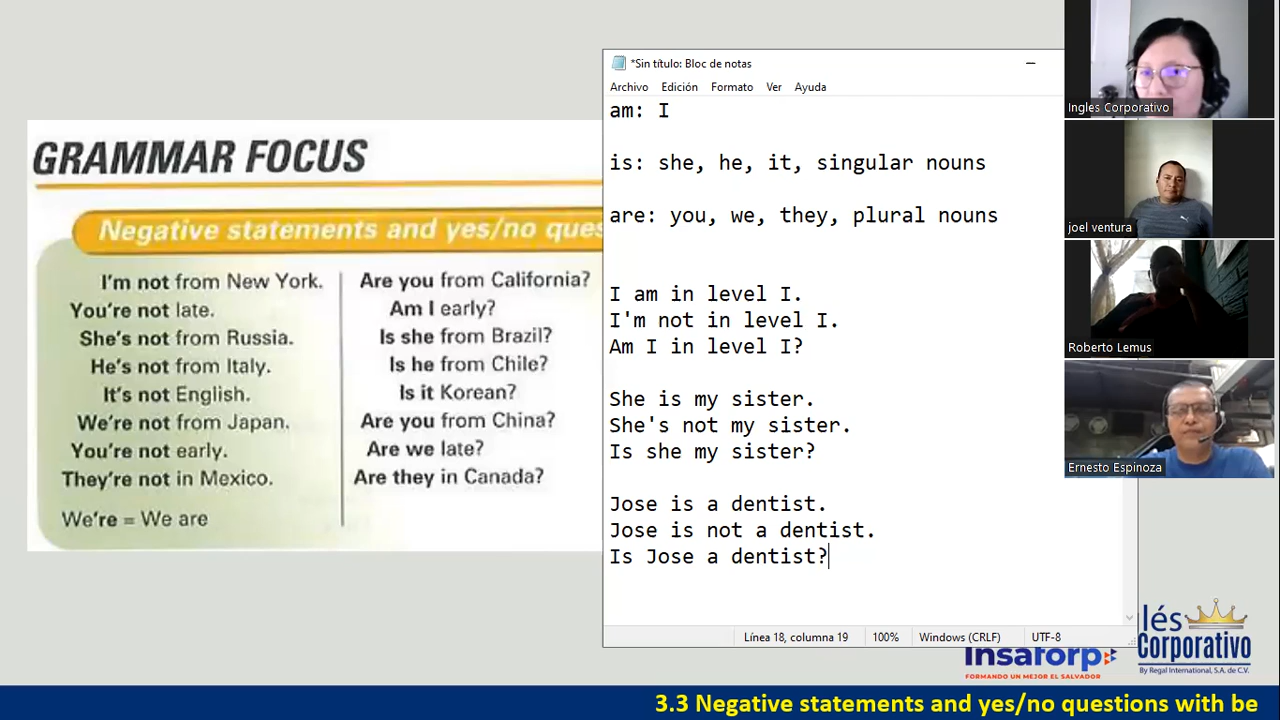 GRAMMAR FOCUS
Negative statements and yes/no ques
I'm not from New York.
You're not late.
She's not from Russia.
He's not from Italy.
It's not English.
We're not from Japan.
You're not early.
They're not in Mexico.
We're = We are
Are you from California?
Am I early?
Is she from Brazil?
Is he from Chile?
Is it Korean?
Are you from China?
Are we late?
Are they in Canada?
*Sin título: Bloc de notas
Archivo Edición Formato Ver Ayuda
am: I
is: she, he, it, singular nouns
are: you, we, they, plural nouns
I am in level I.
I'm not in level I.
Am I in level I?
She is my sister.
She's not my sister.
Is she my sister?
Jose is a dentist.
Jose is not a dentist.
Is Jose a dentist?
Línea 18, columna 19 100% Windows (CRLF) UTF-8
Ingles Corporativo
joel ventura
Roberto Lemus
Ernesto Espinoza
lés
Corporativo
By Regal International, S.A. de C.V.
Insaforp
FORMANDO UN MEJOR EL SALVADOR
3.3 Negative statements and yes/no questions with be